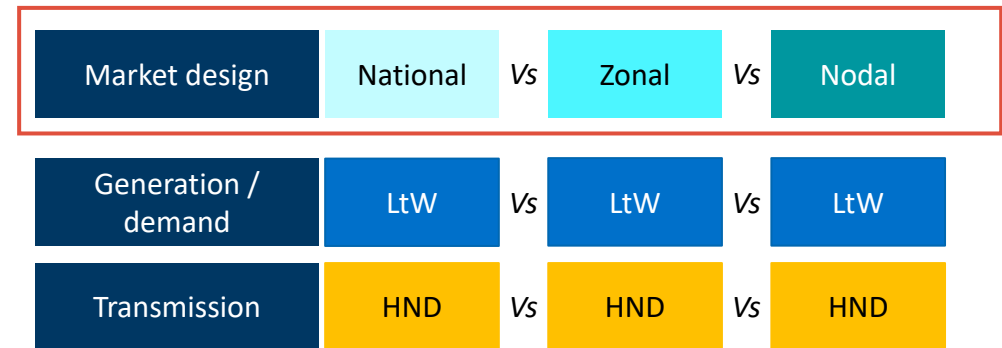 Market design National Vs Zonal Vs Nodal
Generation /
demand LtW Vs LtW Vs LtW
Transmission HND Vs HND Vs HND